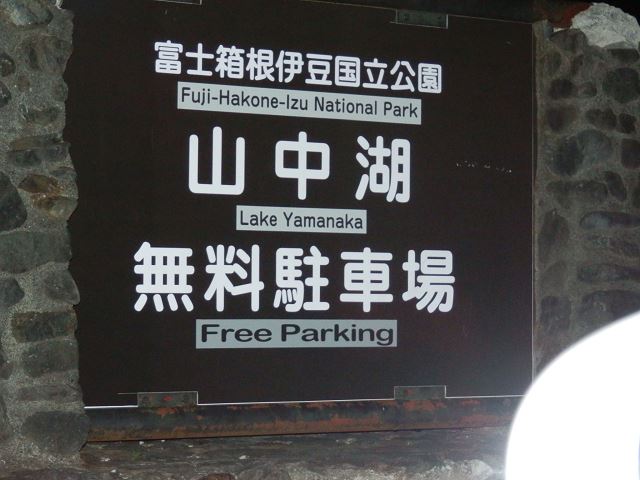 富士箱根伊豆国立公園
Fuji-Hakone-Izu National Park
山中湖
Lake Yamanaka
無料駐車場
Free Parking